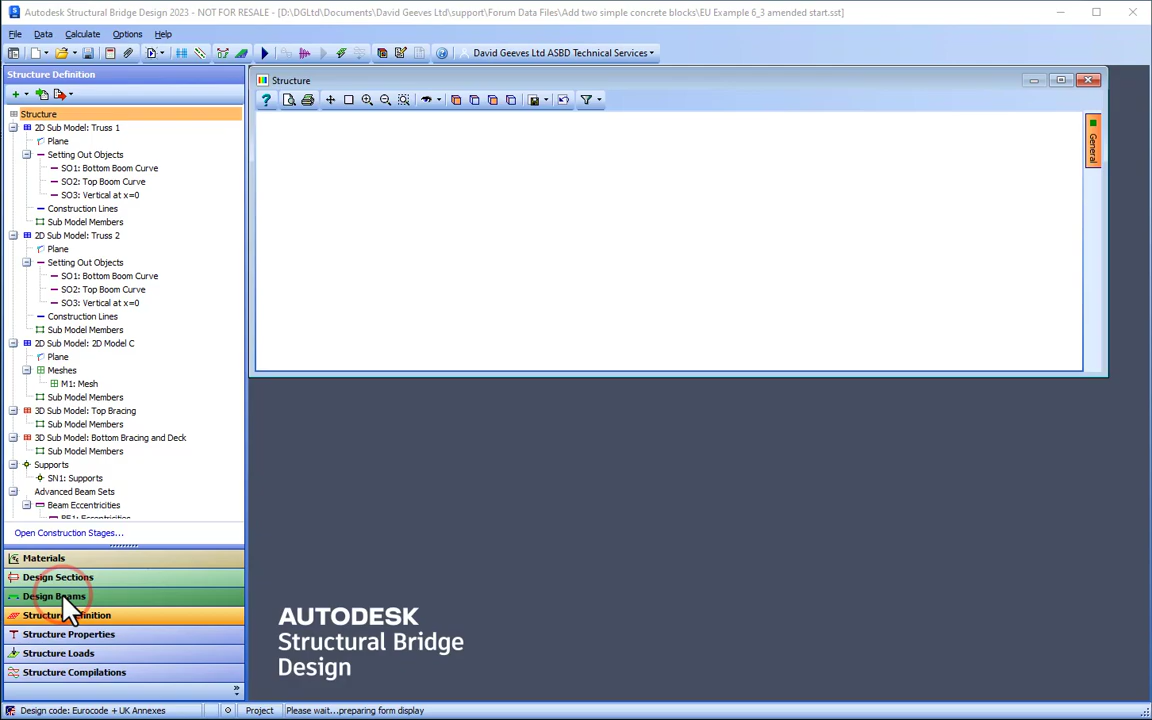 Autodesk Structural Bridge Design 2023 - NOT FOR RESALE - [D:\DGLtd\Documents\David Geeves Ltd\support\Forum Data Files\Add two simple concrete blocks\EU Example 6_3 amended start.sst]
File Data Calculate Options Help
David Geeves Ltd ASBD Technical Services
Structure Definition
Structure
General
Structure
2D Sub Model: Truss 1
Plane
Setting Out Objects
SO1: Bottom Boom Curve
SO2: Top Boom Curve
SO3: Vertical at x=0
Construction Lines
Sub Model Members
2D Sub Model: Truss 2
Plane
Setting Out Objects
SO1: Bottom Boom Curve
SO2: Top Boom Curve
SO3: Vertical at x=0
Construction Lines
Sub Model Members
2D Sub Model: 2D Model C
Plane
Meshes
M1: Mesh
Sub Model Members
3D Sub Model: Top Bracing
Sub Model Members
3D Sub Model: Bottom Bracing and Deck
Sub Model Members
Supports
SN1: Supports
Advanced Beam Sets
Beam Eccentricities
BE1: Eccentricities
Open Construction Stages...
Materials
Design Sections
Design Beams
Structure Definition
Structure Properties
Structure Loads
Structure Compilations
AUTODESK
Structural Bridge
Design
Design code: Eurocode + UK Annexes Project Please wait...preparing form display